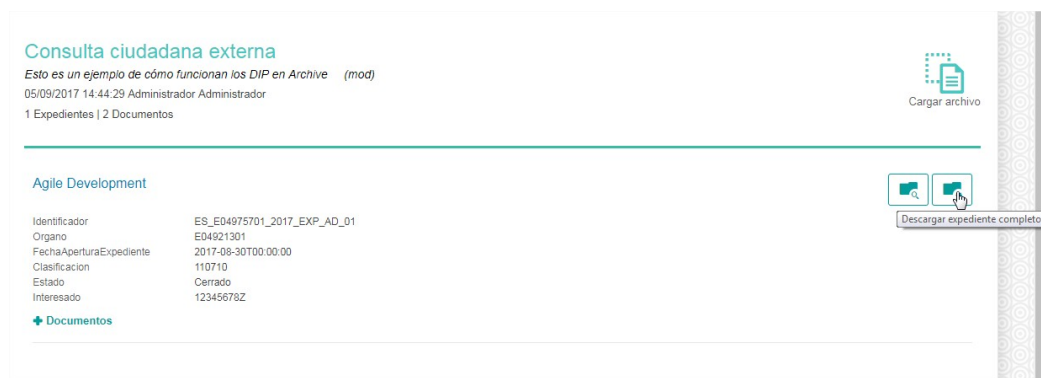 Consulta ciudadana externa
Esto es un ejemplo de cómo funcionan los DIP en Archive (mod)
05/09/2017 14:44:29 Administrador Administrador
1 Expedientes | 2 Documentos
Cargar archivo
Agile Development
Descargar expediente completo
Identificador ES_E04975701_2017_EXP_AD_01
Organo E04921301
FechaAperturaExpediente 2017-08-30T00:00:00
Clasificacion 110710
Estado Cerrado
Interesado 12345678Z
Documentos